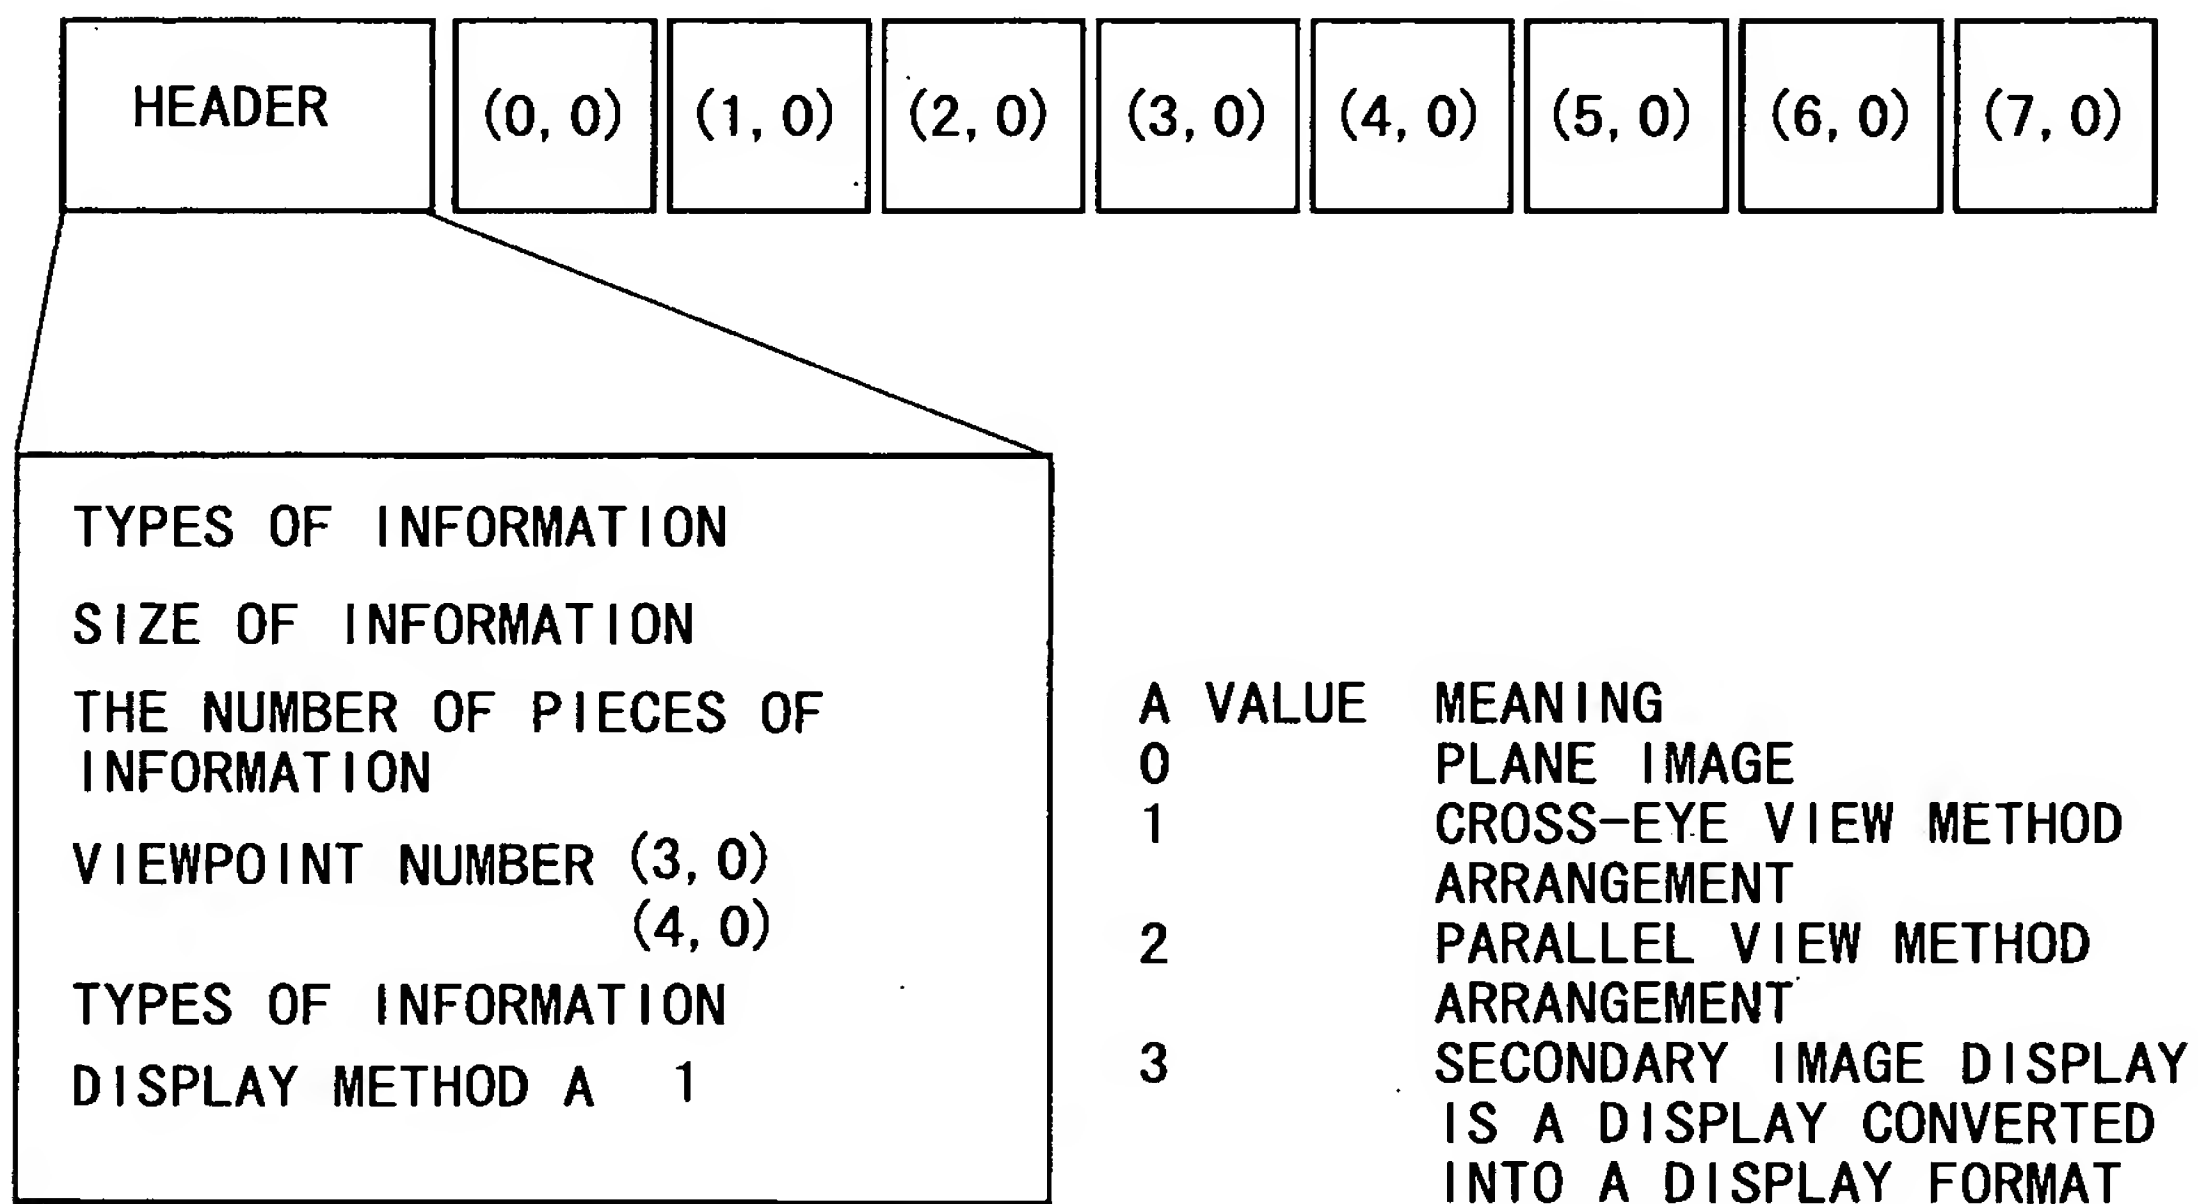 HEADER (0, 0) (1, 0) (2, 0) (3, 0) (4, 0) (5, 0) (6, 0) (7, 0)
TYPES OF INFORMATION
SIZE OF INFORMATION
THE NUMBER OF PIECES OF
INFORMATION
VIEWPOINT NUMBER (3, 0)
(4, 0)
TYPES OF INFORMATION
DISPLAY METHOD A 1
A VALUE MEANING
0 PLANE IMAGE
1 CROSS-EYE VIEW METHOD
ARRANGEMENT
2 PARALLEL VIEW METHOD
ARRANGEMENT
3 SECONDARY IMAGE DISPLAY
IS A DISPLAY CONVERTED
INTO A DISPLAY FORMAT